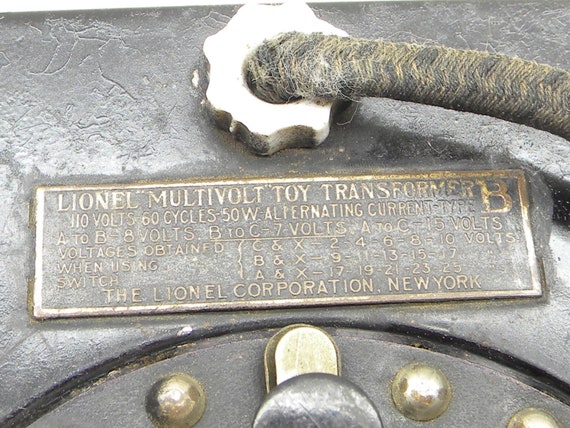 LIONEL "MULTIVOLT" TOY TRANSFORMER B
110 VOLTS-60 CYCLES-50W. ALTERNATING CURRENT-TYPE
A TO B-8 VOLTS. B TO C-7 VOLTS. A TO C-15 VOLTS
VOLTAGES OBTAINED { C & X - 2-4-6-8-10 VOLTS
WHEN USING { B & X - 9-11-13-15-17 "
SWITCH { A & X - 17-19-21-23-25 "
THE LIONEL CORPORATION, NEW YORK